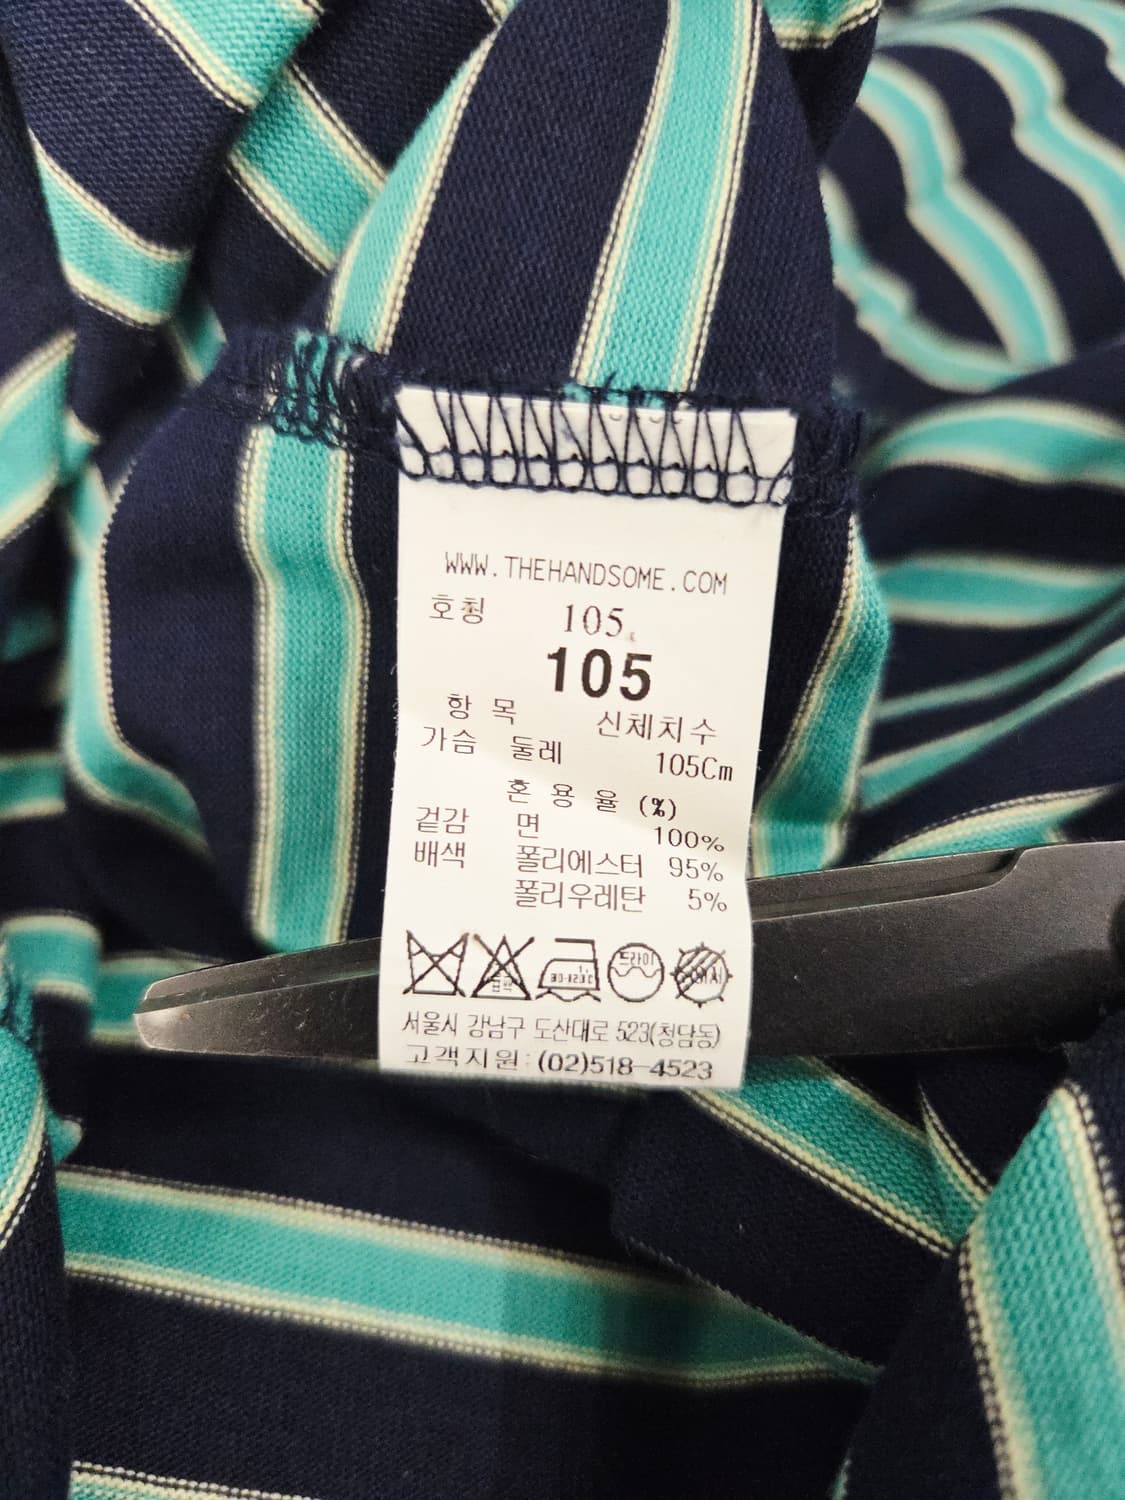 WWW.THEHANDSOME.COM
호칭 105
105
항 목 신체치수
가슴 둘레 105Cm
혼 용 율 (%)
겉감 면 100%
배색 폴리에스터 95%
폴리우레탄 5%
드라이
서울시 강남구 도산대로 523(청담동)
고객지원:(02)518-4523